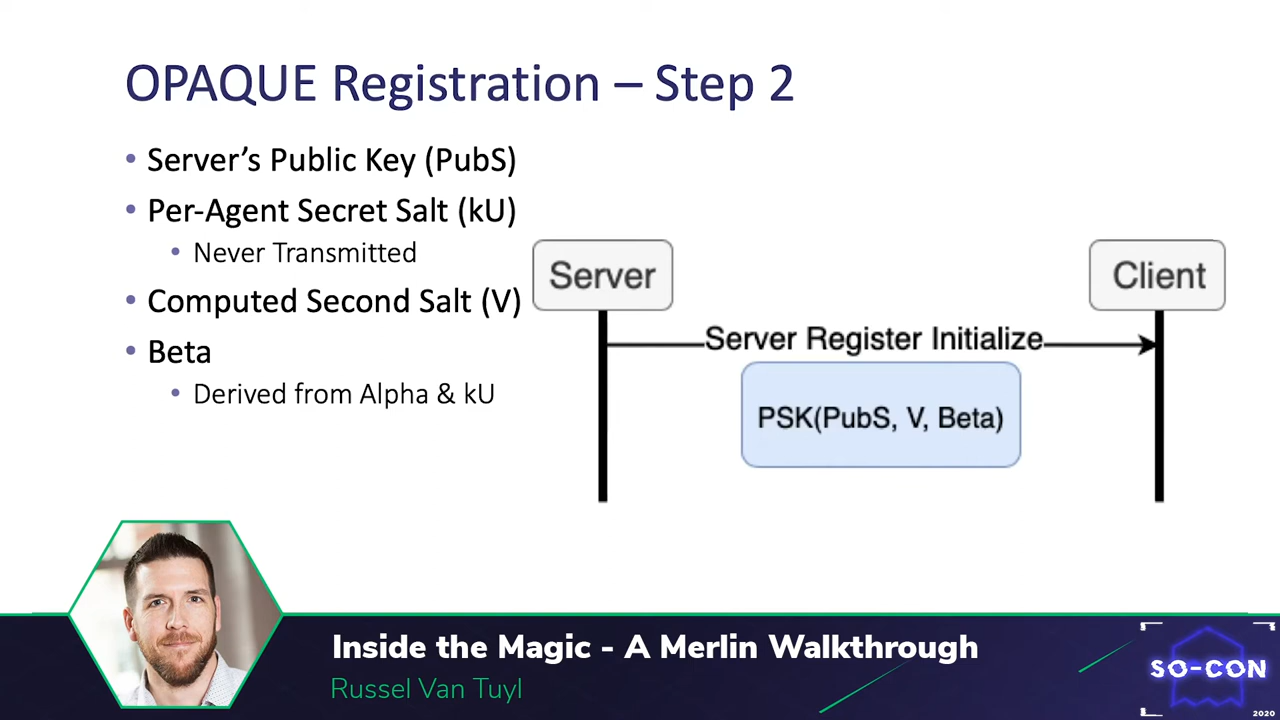 OPAQUE Registration – Step 2
• Server's Public Key (PubS)
• Per-Agent Secret Salt (kU)
• Never Transmitted
• Computed Second Salt (V)
• Beta
• Derived from Alpha & kU
Server
Client
Server Register Initialize
PSK(PubS, V, Beta)
Inside the Magic - A Merlin Walkthrough
Russel Van Tuyl
SO-CON
2020